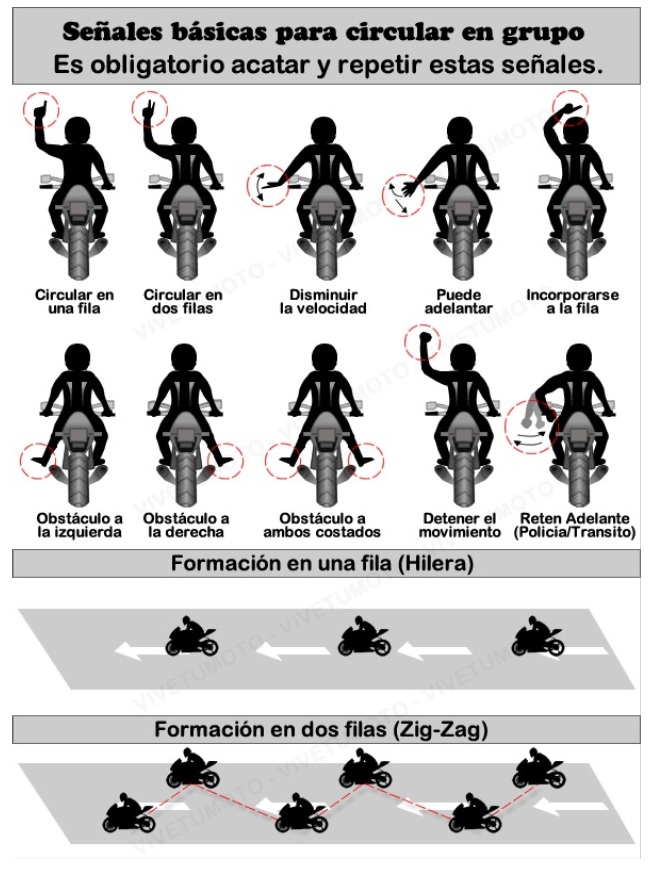 Señales básicas para circular en grupo
Es obligatorio acatar y repetir estas señales.
Circular en
una fila
Circular en
dos filas
Disminuir
la velocidad
Puede
adelantar
Incorporarse
a la fila
Obstáculo a
la izquierda
Obstáculo a
la derecha
Obstáculo a
ambos costados
Detener el
movimiento
Reten Adelante
(Policia/Transito)
Formación en una fila (Hilera)
Formación en dos filas (Zig-Zag)
VIVETUMOTO - VIVETUMOTO - VIVETUMOTO